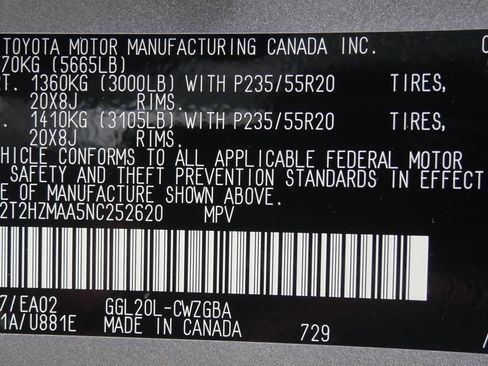 TOYOTA MOTOR MANUFACTURING CANADA INC.
70KG (5665LB)
T. 1360KG (3000LB) WITH P235/55R20 TIRES,
20X8J RIMS.
1410KG (3105LB) WITH P235/55R20 TIRES,
20X8J RIMS.
EHICLE CONFORMS TO ALL APPLICABLE FEDERAL MOTOR
SAFETY AND THEFT PREVENTION STANDARDS IN EFFECT
E OF MANUFACTURE SHOWN ABOVE.
2T2HZMAA5NC252620 MPV
7/EA02 GGL20L-CWZGBA
1A/U881E MADE IN CANADA 729